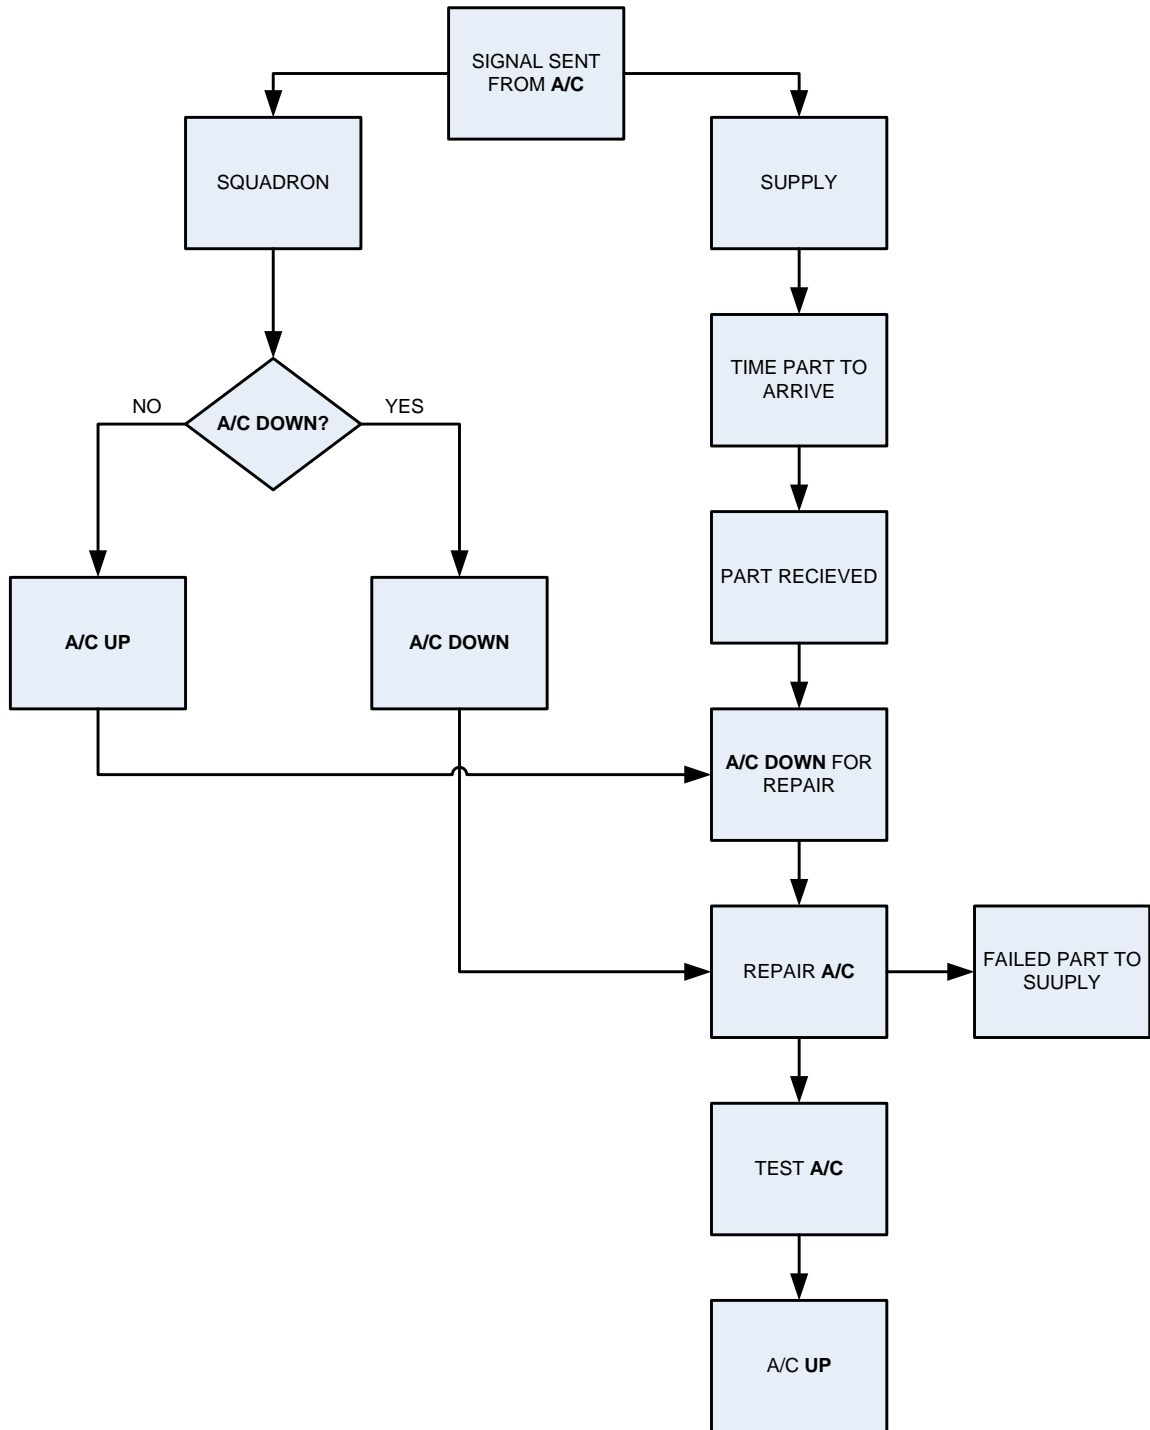 SIGNAL SENT
FROM A/C
SQUADRON
SUPPLY
TIME PART TO
ARRIVE
NO
YES
A/C DOWN?
PART RECIEVED
A/C UP
A/C DOWN
A/C DOWN FOR
REPAIR
REPAIR A/C
FAILED PART TO
SUUPLY
TEST A/C
A/C UP